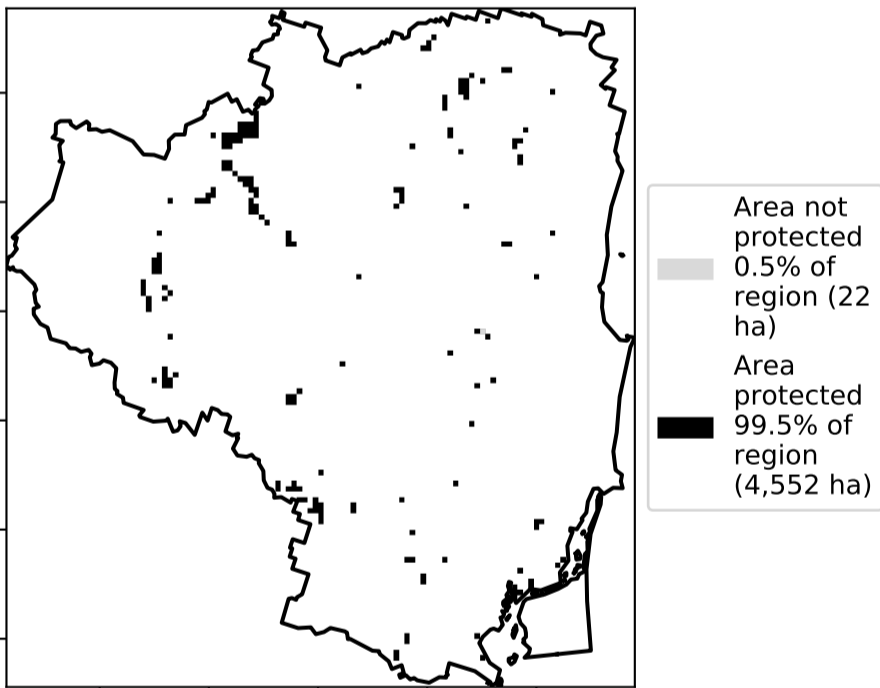 Area not
protected
0.5% of
region (22
ha)
Area
protected
99.5% of
region
(4,552 ha)